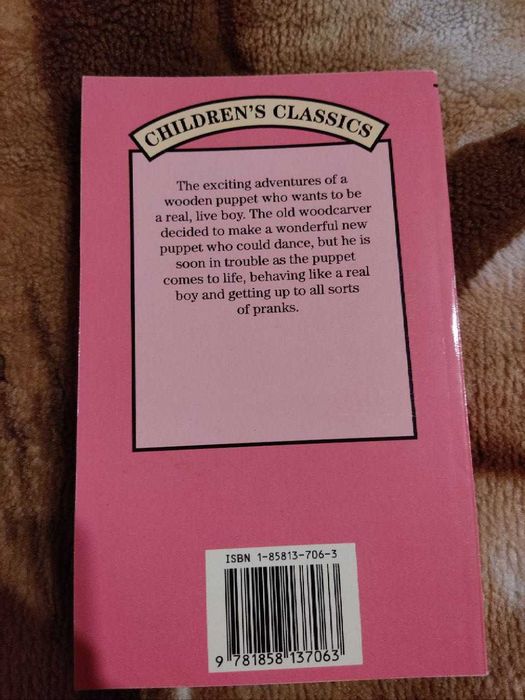 CHILDREN'S CLASSICS
The exciting adventures of a
wooden puppet who wants to be
a real, live boy. The old woodcarver
decided to make a wonderful new
puppet who could dance, but he is
soon in trouble as the puppet
comes to life, behaving like a real
boy and getting up to all sorts
of pranks.
ISBN 1-85813-706-3
9 781858 137063